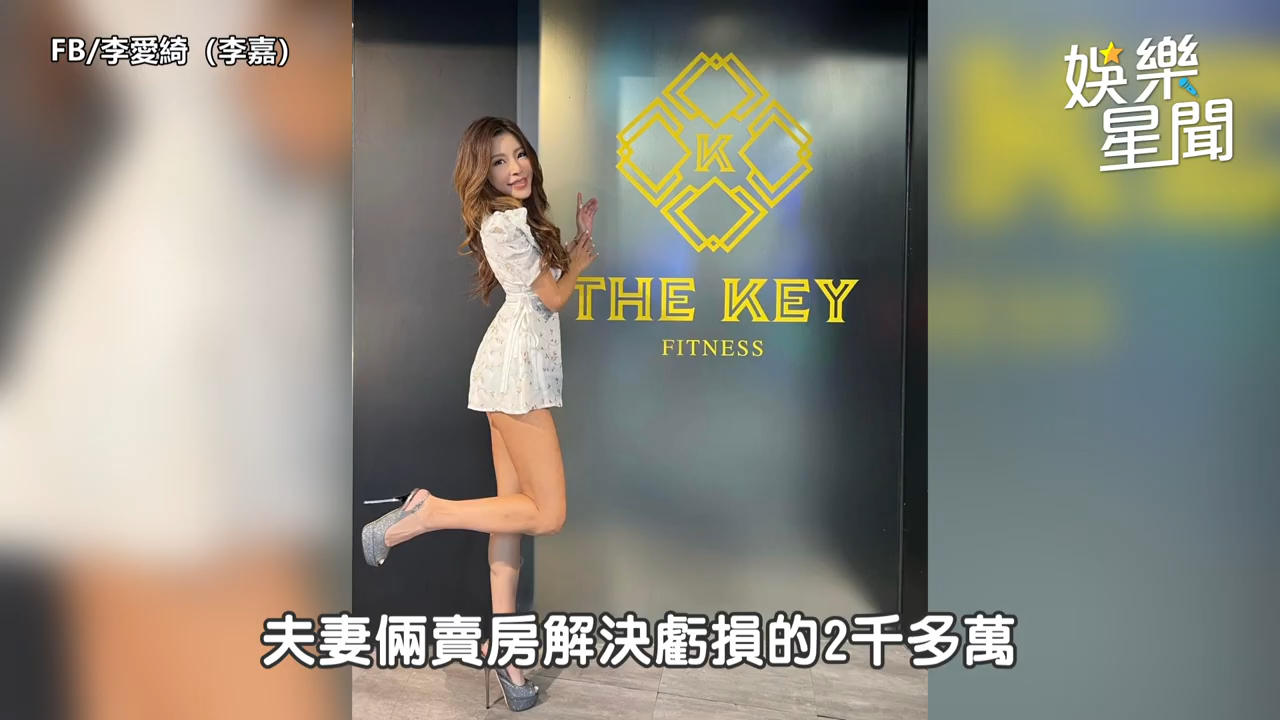 FB/李愛綺（李嘉）
娛樂
星聞
K
THE KEY
FITNESS
夫妻倆賣房解決虧損的2千多萬